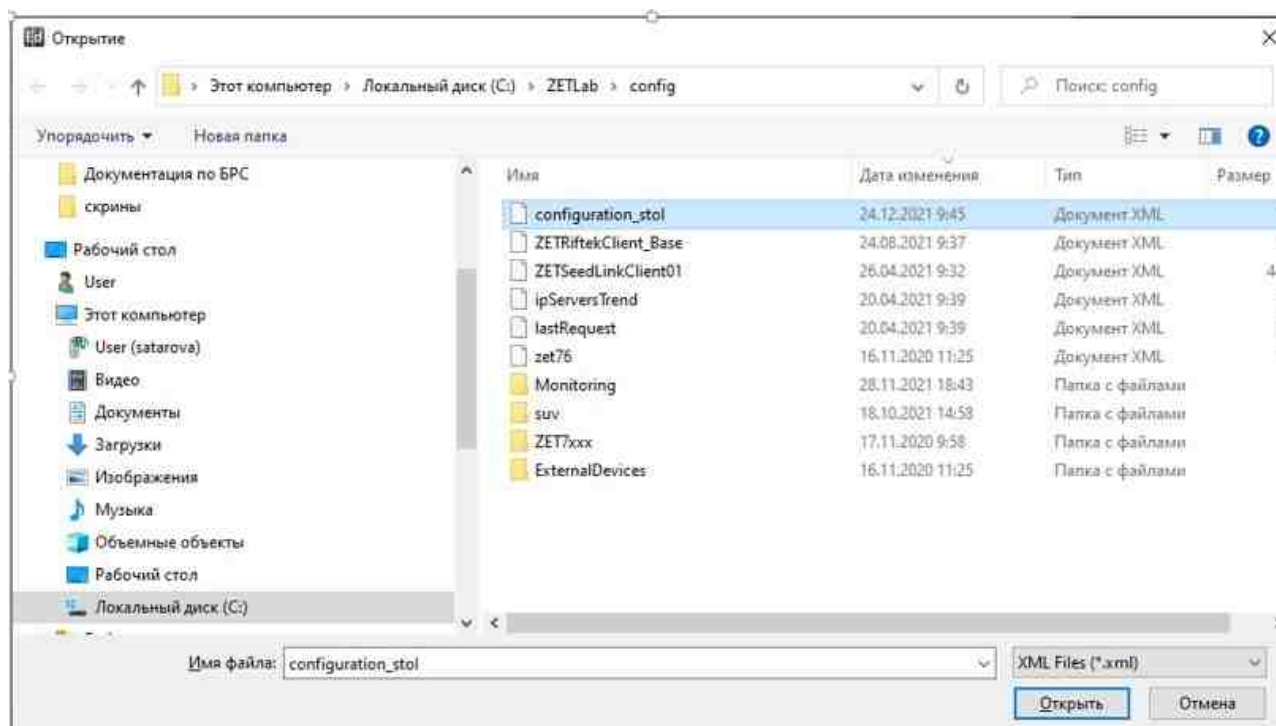 Открытие
Этот компьютер › Локальный диск (C:) › ZETLab › config
Поиск: config
Упорядочить
Новая папка
Документация по БРС
скрины
Рабочий стол
User
Этот компьютер
User (satarova)
Видео
Документы
Загрузки
Изображения
Музыка
Объемные объекты
Рабочий стол
Локальный диск (C:)
Имя Дата изменения Тип Размер
configuration_stol 24.12.2021 9:45 Документ XML
ZETRiftekClient_Base 24.08.2021 9:37 Документ XML
ZETSeedLinkClient01 26.04.2021 9:32 Документ XML 4
ipServersTrend 20.04.2021 9:39 Документ XML
lastRequest 20.04.2021 9:39 Документ XML
zet76 16.11.2020 11:25 Документ XML
Monitoring 28.11.2021 18:43 Папка с файлами
suv 18.10.2021 14:58 Папка с файлами
ZET7xxx 17.11.2020 9:58 Папка с файлами
ExternalDevices 16.11.2020 11:25 Папка с файлами
Имя файла: configuration_stol
XML Files (*.xml)
Открыть Отмена